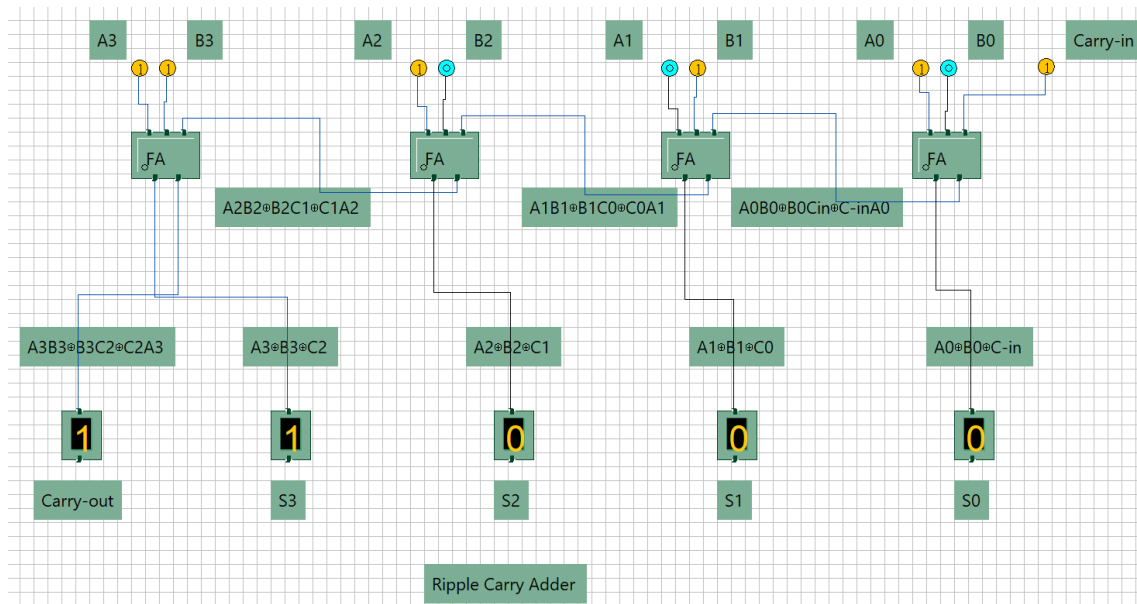 A3 B3 A2 B2 A1 B1 A0 B0 Carry-in
1 1 1 0 0 1 1 0 1
FA FA FA FA
A2B2⊕B2C1⊕C1A2 A1B1⊕B1C0⊕C0A1 A0B0⊕B0Cin⊕C-inA0
A3B3⊕B3C2⊕C2A3 A3⊕B3⊕C2 A2⊕B2⊕C1 A1⊕B1⊕C0 A0⊕B0⊕C-in
1 1 0 0 0
Carry-out S3 S2 S1 S0
Ripple Carry Adder